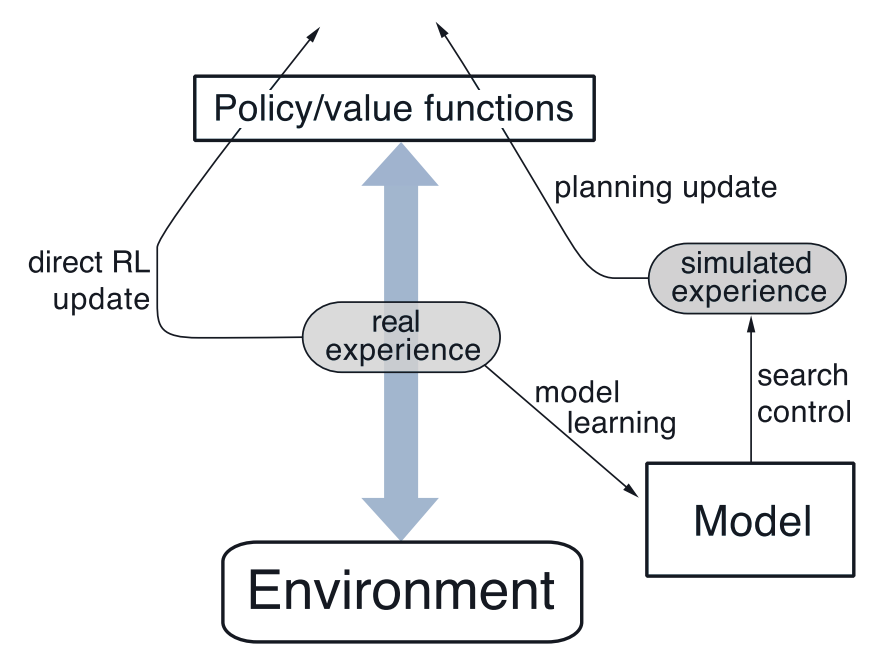 Policy/value functions
planning update
direct RL
update
simulated
experience
real
experience
model
learning
search
control
Model
Environment